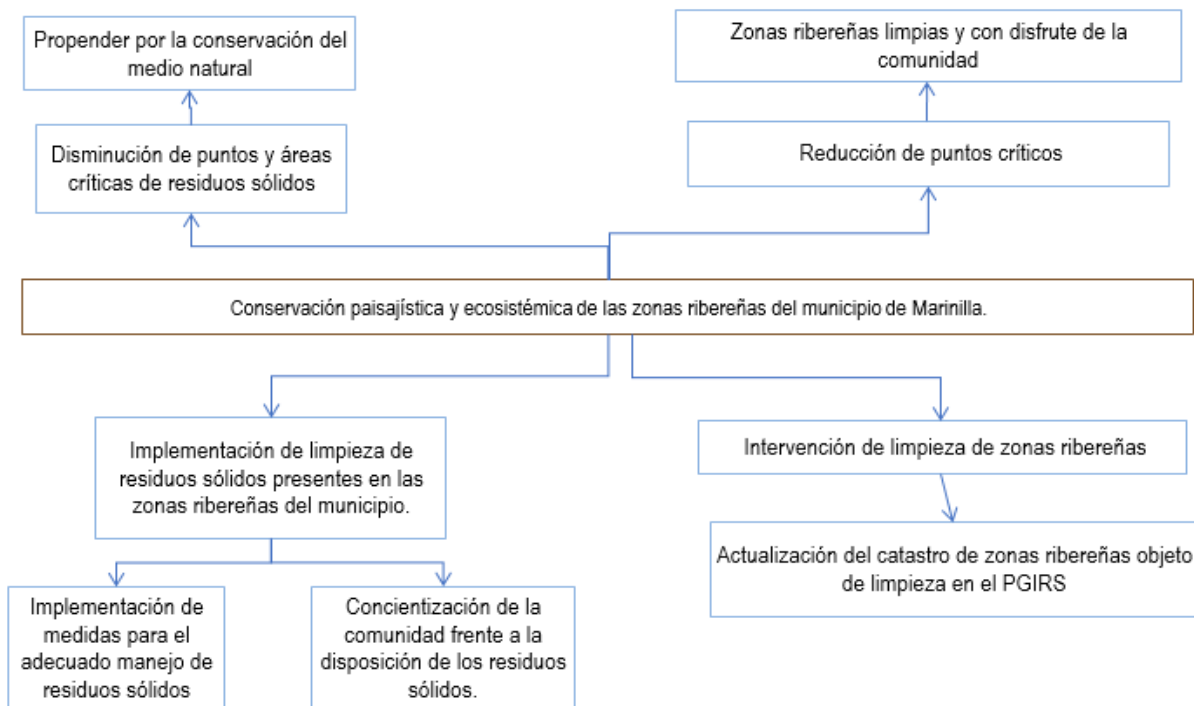 Propender por la conservación del
medio natural
Zonas ribereñas limpias y con disfrute de la
comunidad
Disminución de puntos y áreas
críticas de residuos sólidos
Reducción de puntos críticos
Conservación paisajística y ecosistémica de las zonas ribereñas del municipio de Marinilla.
Implementación de limpieza de
residuos sólidos presentes en las
zonas ribereñas del municipio.
Intervención de limpieza de zonas ribereñas
Actualización del catastro de zonas ribereñas objeto
de limpieza en el PGIRS
Implementación de
medidas para el
adecuado manejo de
residuos sólidos
Concientización de la
comunidad frente a la
disposición de los residuos
sólidos.